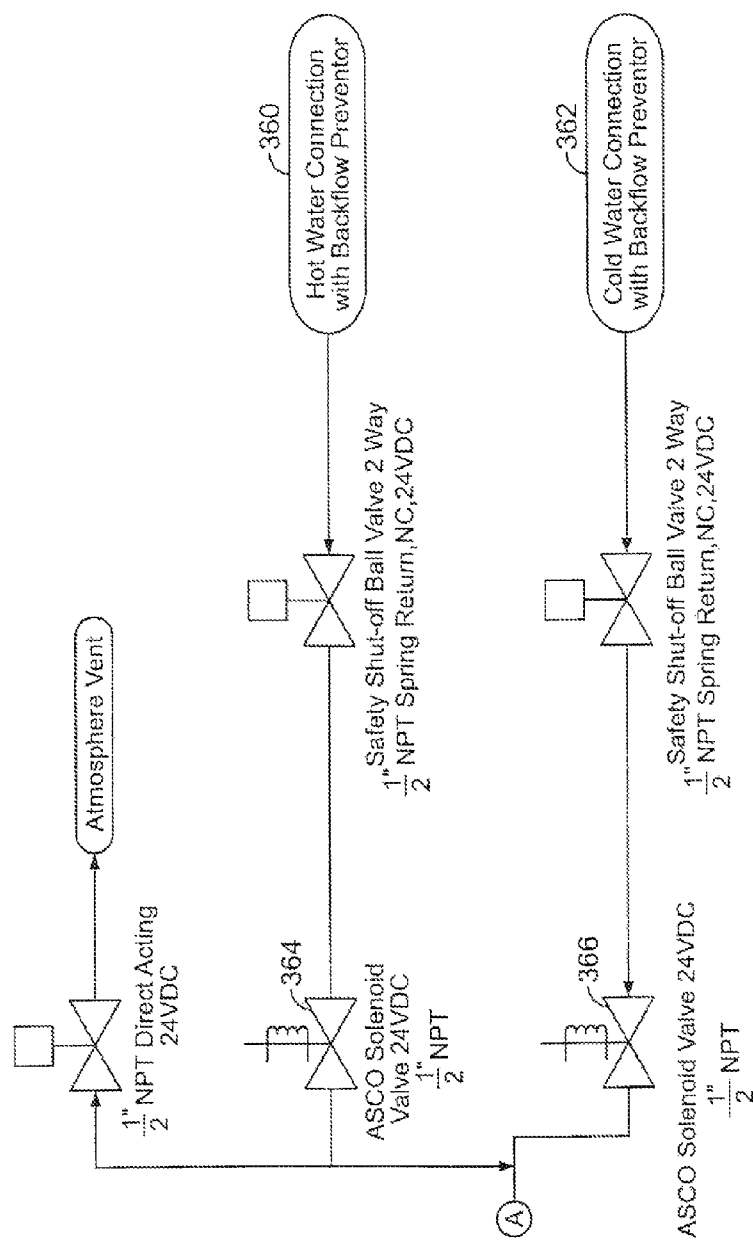 Atmosphere Vent
1"
2 NPT Direct Acting
24VDC
360
Hot Water Connection
with Backflow Preventor
Safety Shut-off Ball Valve 2 Way
1"
2 NPT Spring Return,NC,24VDC
364
ASCO Solenoid
Valve 24VDC
1"
2 NPT
362
Cold Water Connection
with Backflow Preventor
Safety Shut-off Ball Valve 2 Way
1"
2 NPT Spring Return,NC,24VDC
366
ASCO Solenoid Valve 24VDC
1"
2 NPT
A